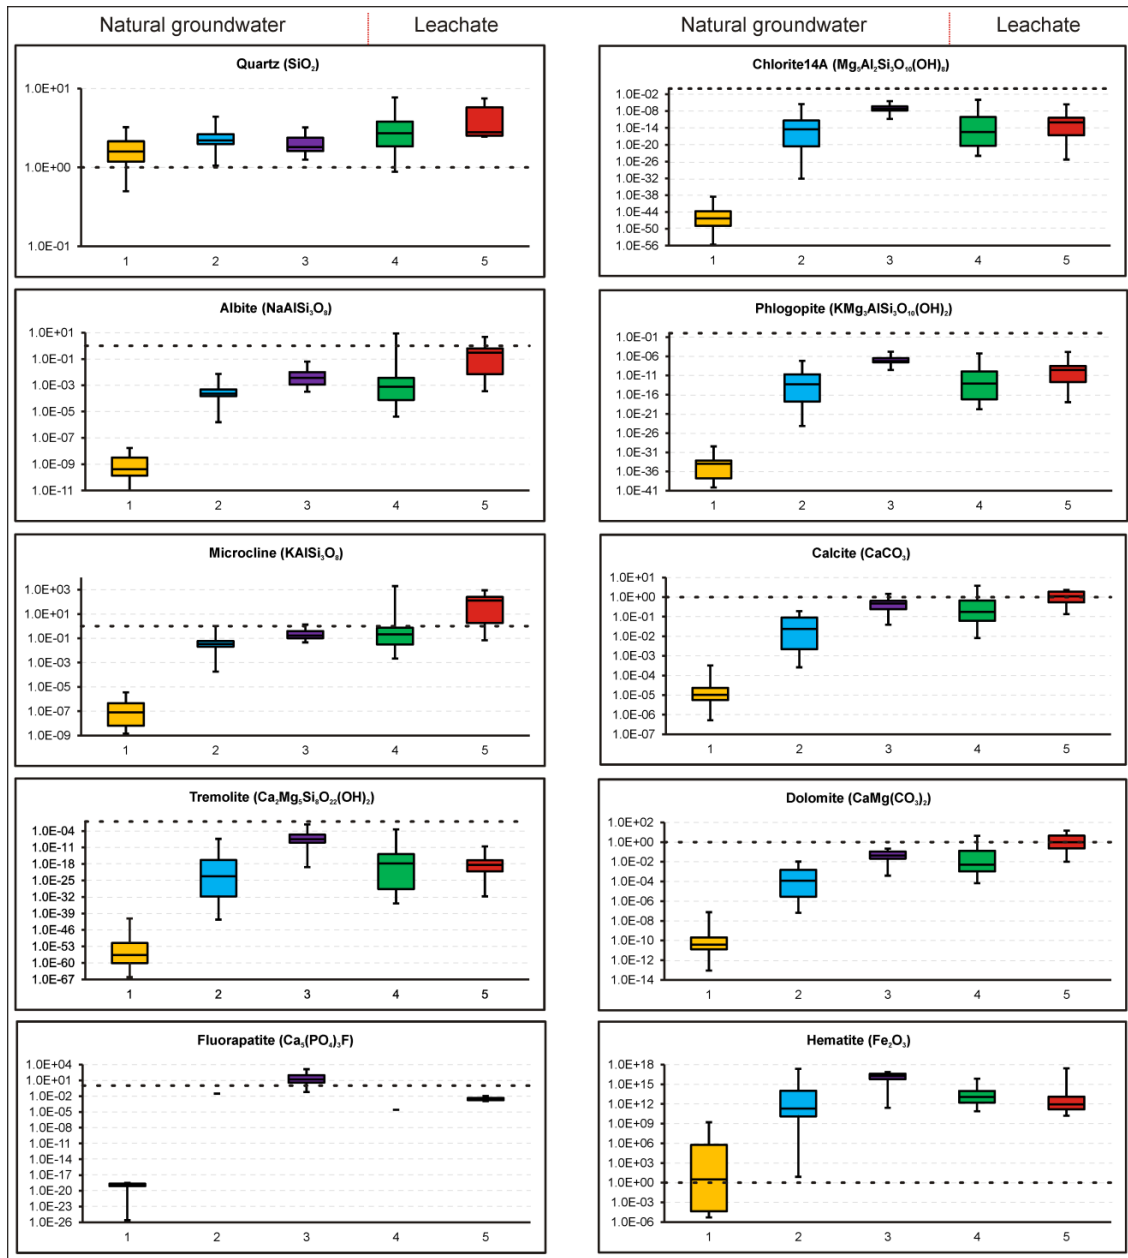 Natural groundwater Leachate Natural groundwater Leachate
Quartz (SiO₂)
1.0E+01
1.0E+00
1.0E-01
1 2 3 4 5
Chlorite14A (Mg₅Al₂Si₃O₁₀(OH)₈)
1.0E-02
1.0E-08
1.0E-14
1.0E-20
1.0E-26
1.0E-32
1.0E-38
1.0E-44
1.0E-50
1.0E-56
1 2 3 4 5
Albite (NaAlSi₃O₈)
1.0E+01
1.0E-01
1.0E-03
1.0E-05
1.0E-07
1.0E-09
1.0E-11
1 2 3 4 5
Phlogopite (KMg₃AlSi₃O₁₀(OH)₂)
1.0E-01
1.0E-06
1.0E-11
1.0E-16
1.0E-21
1.0E-26
1.0E-31
1.0E-36
1.0E-41
1 2 3 4 5
Microcline (KAlSi₃O₈)
1.0E+03
1.0E+01
1.0E-01
1.0E-03
1.0E-05
1.0E-07
1.0E-09
1 2 3 4 5
Calcite (CaCO₃)
1.0E+01
1.0E+00
1.0E-01
1.0E-02
1.0E-03
1.0E-04
1.0E-05
1.0E-06
1.0E-07
1 2 3 4 5
Tremolite (Ca₂Mg₅Si₈O₂₂(OH)₂)
1.0E-04
1.0E-11
1.0E-18
1.0E-25
1.0E-32
1.0E-39
1.0E-46
1.0E-53
1.0E-60
1.0E-67
1 2 3 4 5
Dolomite (CaMg(CO₃)₂)
1.0E+02
1.0E+00
1.0E-02
1.0E-04
1.0E-06
1.0E-08
1.0E-10
1.0E-12
1.0E-14
1 2 3 4 5
Fluorapatite (Ca₅(PO₄)₃F)
1.0E+04
1.0E+01
1.0E-02
1.0E-05
1.0E-08
1.0E-11
1.0E-14
1.0E-17
1.0E-20
1.0E-23
1.0E-26
1 2 3 4 5
Hematite (Fe₂O₃)
1.0E+18
1.0E+15
1.0E+12
1.0E+09
1.0E+06
1.0E+03
1.0E+00
1.0E-03
1.0E-06
1 2 3 4 5